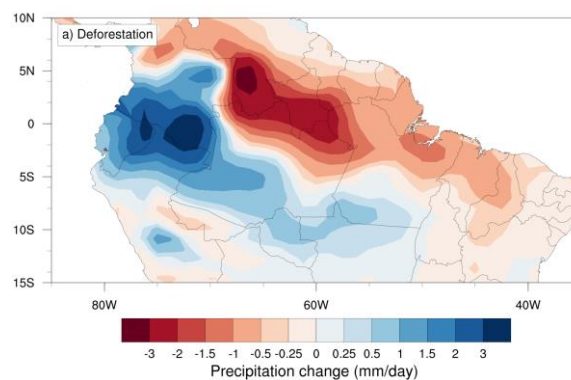 10N
a) Deforestation
5N
0
5S
10S
15S
80W 60W 40W
-3 -2 -1.5 -1 -0.5 -0.25 0 0.25 0.5 1 1.5 2 3
Precipitation change (mm/day)